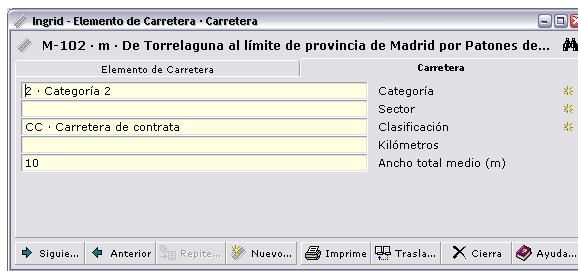 Ingrid - Elemento de Carretera · Carretera
M-102 · m · De Torrelaguna al límite de provincia de Madrid por Patones de...
Elemento de Carretera Carretera
2 · Categoría 2 Categoría
Sector
CC · Carretera de contrata Clasificación
Kilómetros
10 Ancho total medio (m)
Siguie... Anterior Repite... Nuevo... Imprime Trasla... Cierra Ayuda...